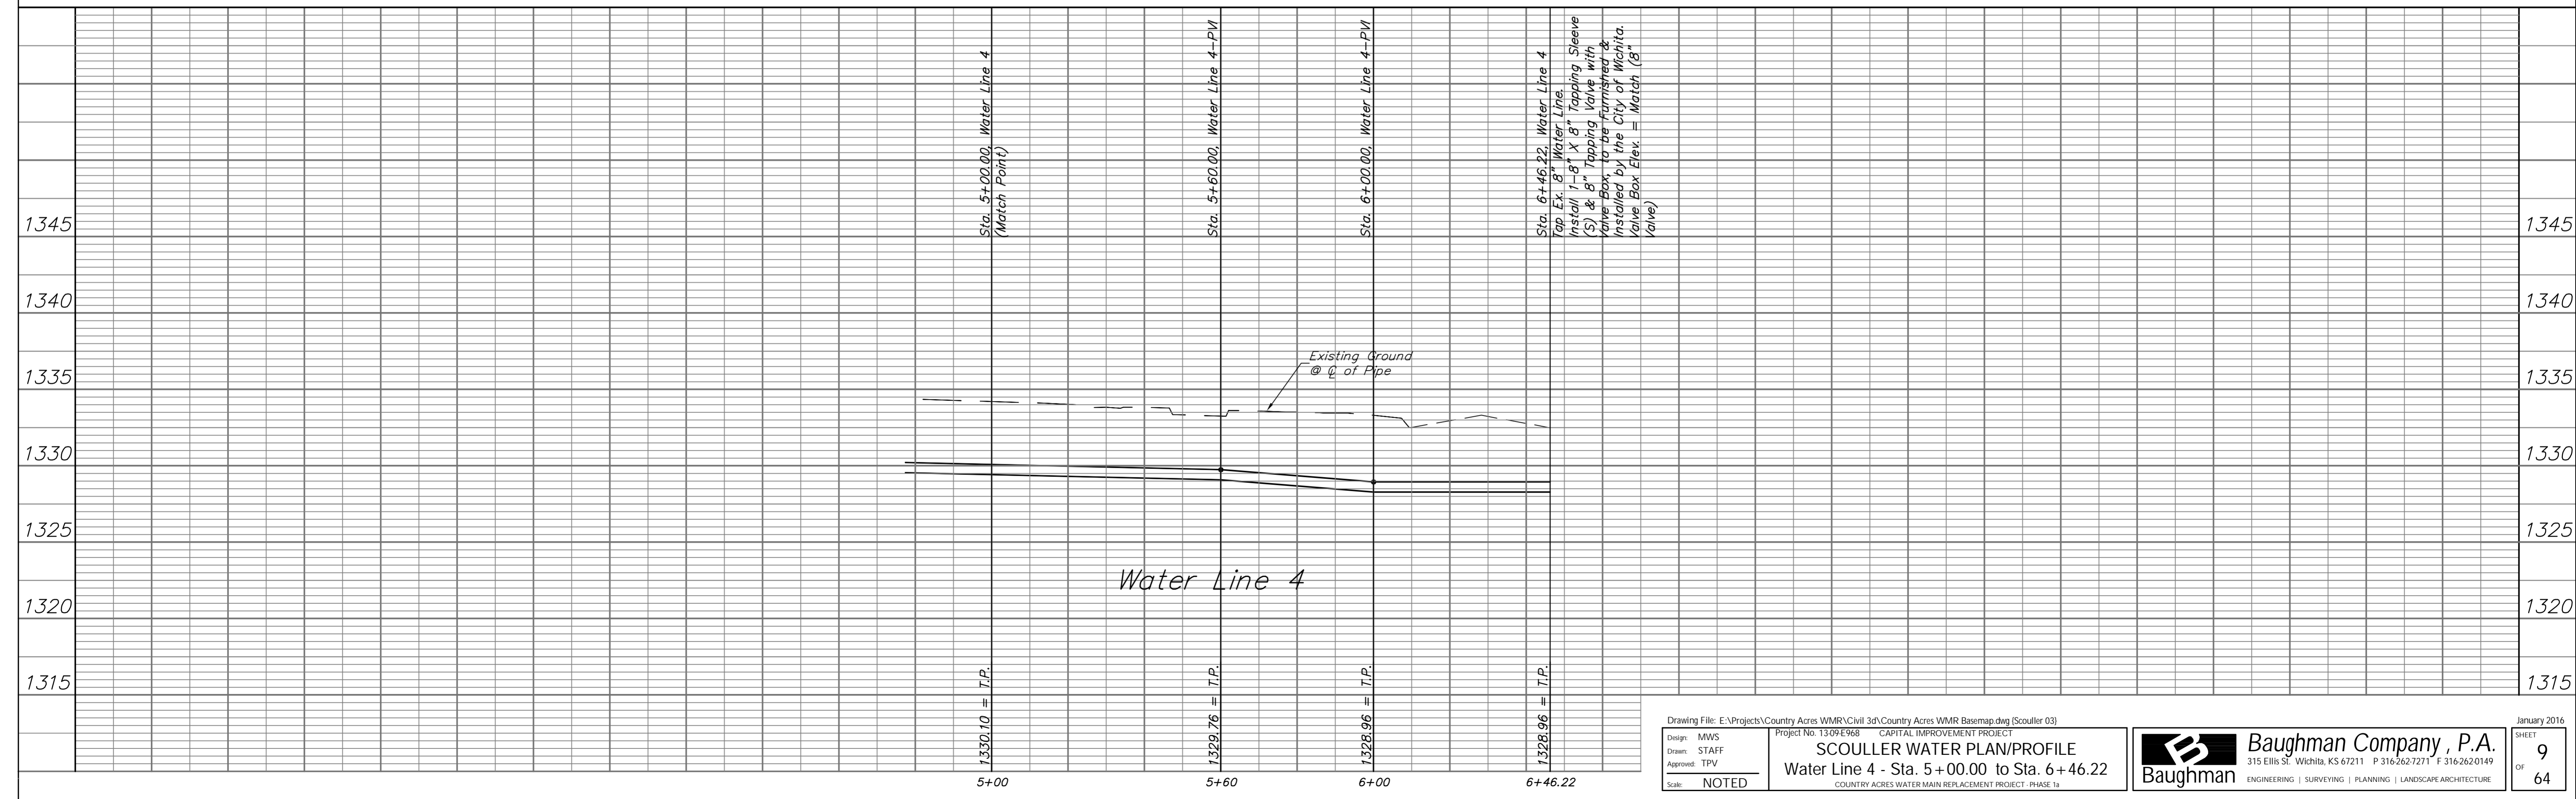 Sta. 5+00.00, Water Line 4
(Match Point)
Sta. 5+60.00, Water Line 4-PVI
Sta. 6+00.00, Water Line 4-PVI
Sta. 6+46.22, Water Line 4
Tap Ex. 8" Water Line.
Install 1-8" X 8" Tapping Sleeve
(S) & 8" Tapping Valve with
Valve Box, to be Furnished &
Installed by the City of Wichita.
Valve Box Elev. = Match (8"
Valve)
1345 1345
1340 1340
Existing Ground
@ ℄ of Pipe
1335 1335
1330 1330
1325 1325
Water Line 4
1320 1320
1315 1315
1330.10 = T.P.
1329.76 = T.P.
1328.96 = T.P.
1328.96 = T.P.
5+00 5+60 6+00 6+46.22
Drawing File: E:\Projects\Country Acres WMR\Civil 3d\Country Acres WMR Basemap.dwg (Scouller 03)
January 2016
Design: MWS
Drawn: STAFF
Approved: TPV
Scale: NOTED
Project No. 13-09-E968 CAPITAL IMPROVEMENT PROJECT
SCOULLER WATER PLAN/PROFILE
Water Line 4 - Sta. 5+00.00 to Sta. 6+46.22
COUNTRY ACRES WATER MAIN REPLACEMENT PROJECT - PHASE 1a
Baughman
Baughman Company, P.A.
315 Ellis St. Wichita, KS 67211 P 316-262-7271 F 316-262-0149
ENGINEERING | SURVEYING | PLANNING | LANDSCAPE ARCHITECTURE
SHEET
9
OF
64